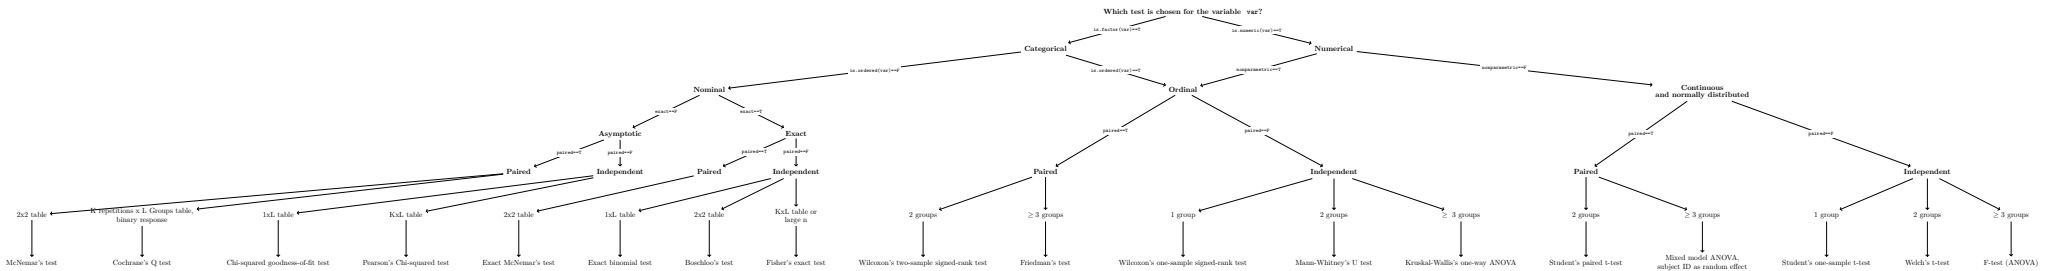 Which test is chosen for the variable var?
is.factor(var)==T
is.numeric(var)==T
Categorical
Numerical
is.ordered(var)==F
is.ordered(var)==T
nonparametric==T
nonparametric==F
Nominal
Ordinal
Continuous
and normally distributed
exact==F
exact==T
Asymptotic
Exact
paired==T
paired==F
paired==T
paired==F
paired==T
paired==F
paired==T
paired==F
Paired
Independent
Paired
Independent
Paired
Independent
Paired
Independent
2x2 table
K repetitions x L Groups table,
binary response
1xL table
KxL table
2x2 table
1xL table
2x2 table
KxL table or
large n
2 groups
≥ 3 groups
1 group
2 groups
≥ 3 groups
2 groups
≥ 3 groups
1 group
2 groups
≥ 3 groups
McNemar's test
Cochrane's Q test
Chi-squared goodness-of-fit test
Pearson's Chi-squared test
Exact McNemar's test
Exact binomial test
Boschloo's test
Fisher's exact test
Wilcoxon's two-sample signed-rank test
Friedman's test
Wilcoxon's one-sample signed-rank test
Mann-Whitney's U test
Kruskal-Wallis's one-way ANOVA
Student's paired t-test
Mixed model ANOVA,
subject ID as random effect
Student's one-sample t-test
Welch's t-test
F-test (ANOVA)